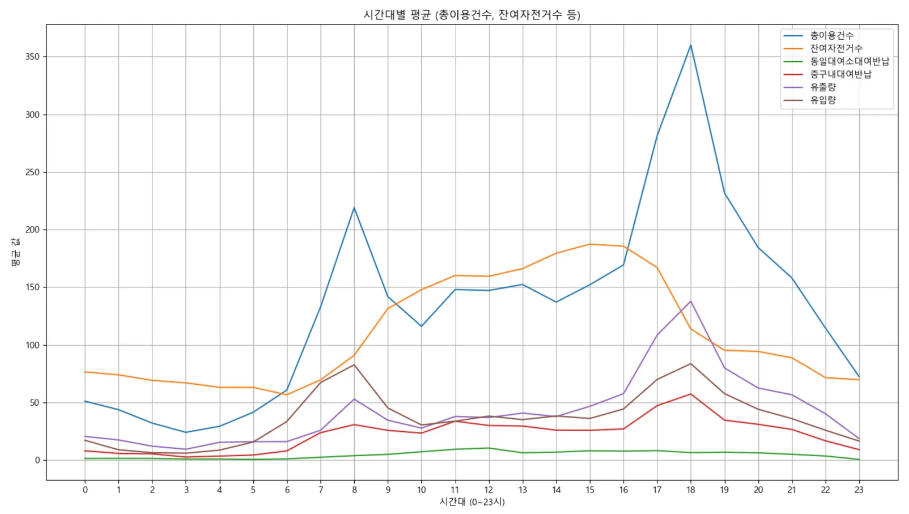 시간대별 평균 (총이용건수, 잔여자전거수 등)
총이용건수
잔여자전거수
동일대여소대여반납
중구내대여반납
유출량
유입량
평균 값
350
300
250
200
150
100
50
0
0 1 2 3 4 5 6 7 8 9 10 11 12 13 14 15 16 17 18 19 20 21 22 23
시간대 (0~23시)